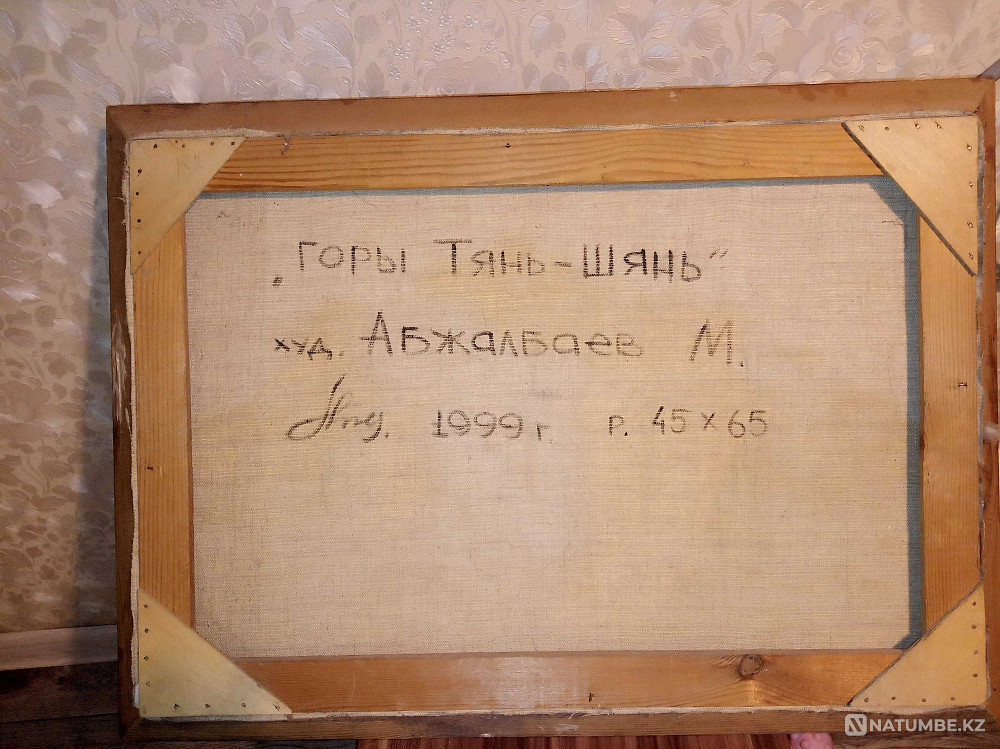 „Горы Тянь-Шянь"
худ. Абжалбаев М.
1999 г. р. 45 х 65
NATUMBE.KZ